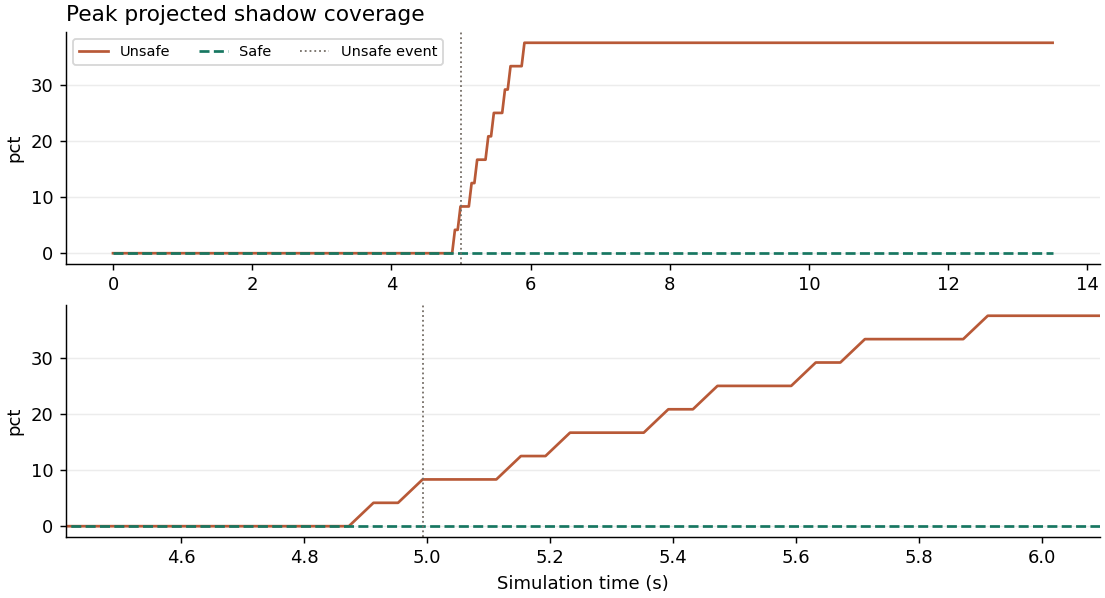 Peak projected shadow coverage
Unsafe Safe Unsafe event
pct
30
20
10
0
0 2 4 6 8 10 12 14
pct
30
20
10
0
4.6 4.8 5.0 5.2 5.4 5.6 5.8 6.0
Simulation time (s)